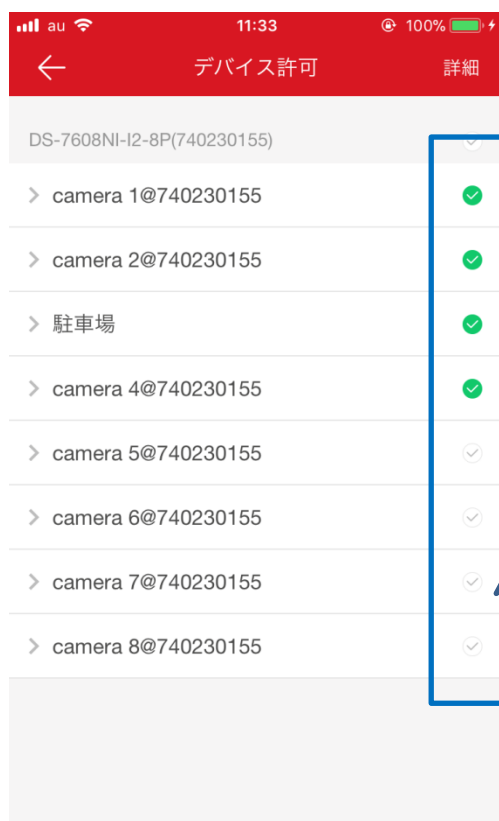 au 11:33 100%
デバイス許可 詳細
DS-7608NI-I2-8P(740230155)
camera 1@740230155
camera 2@740230155
駐車場
camera 4@740230155
camera 5@740230155
camera 6@740230155
camera 7@740230155
camera 8@740230155